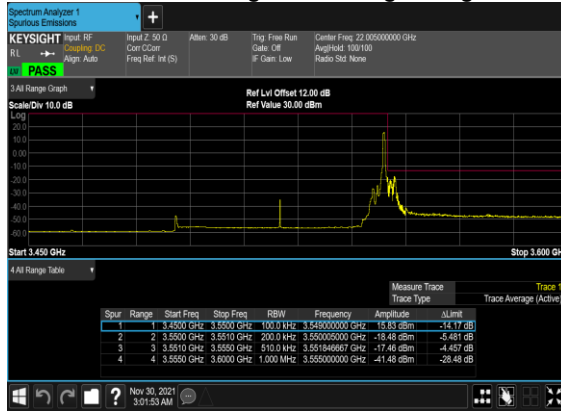 Spectrum Analyzer 1
Spurious Emissions
+
KEYSIGHT Input: RF Input Z: 50 Ω Atten: 30 dB Trig: Free Run Center Freq: 22.005000000 GHz
RL Coupling: DC Corr CCorr Gate: Off Avg|Hold: 100/100
Align: Auto Freq Ref: Int (S) IF Gain: Low Radio Std: None
PASS
3 All Range Graph Ref Lvl Offset 12.00 dB
Scale/Div 10.0 dB Ref Value 30.00 dBm
Log
20.0
10.0
0.00
-10.0
-20.0
-30.0
-40.0
-50.0
-60.0
Start 3.450 GHz Stop 3.600 GH
4 All Range Table
Measure Trace Trace 1
Trace Type Trace Average (Active)
Spur Range Start Freq Stop Freq RBW Frequency Amplitude ΔLimit
1 1 3.4500 GHz 3.5500 GHz 100.0 kHz 3.549000000 GHz 15.83 dBm -14.17 dB
2 2 3.5500 GHz 3.5510 GHz 200.0 kHz 3.550005000 GHz -18.48 dBm -5.481 dB
3 3 3.5510 GHz 3.5550 GHz 510.0 kHz 3.551846667 GHz -17.46 dBm -4.457 dB
4 4 3.5550 GHz 3.6000 GHz 1.000 MHz 3.555000000 GHz -41.48 dBm -28.48 dB
? Nov 30, 2021
3:01:53 AM